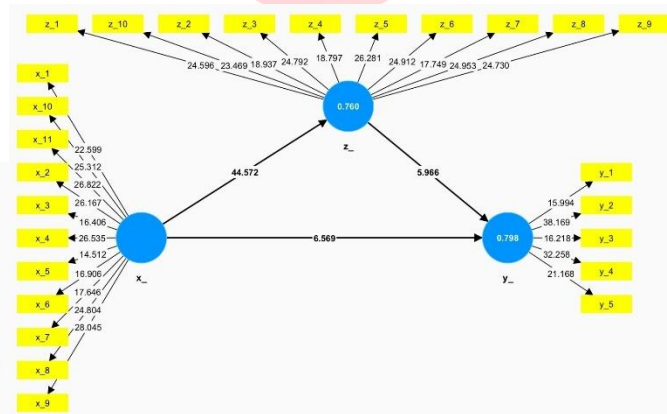 z_1 z_10 z_2 z_3 z_4 z_5 z_6 z_7 z_8 z_9
24.596 23.469 18.937 24.792 18.797 26.281 24.912 17.749 24.953 24.730
x_1
x_10
x_11
x_2
x_3
x_4
x_5
x_6
x_7
x_8
x_9
22.599
25.312
26.822
26.167
16.406
26.535
14.512
16.906
17.646
24.804
28.045
x_
0.760
z_
44.572
5.966
6.569
0.798
y_
15.994
38.169
16.218
32.258
21.168
y_1
y_2
y_3
y_4
y_5